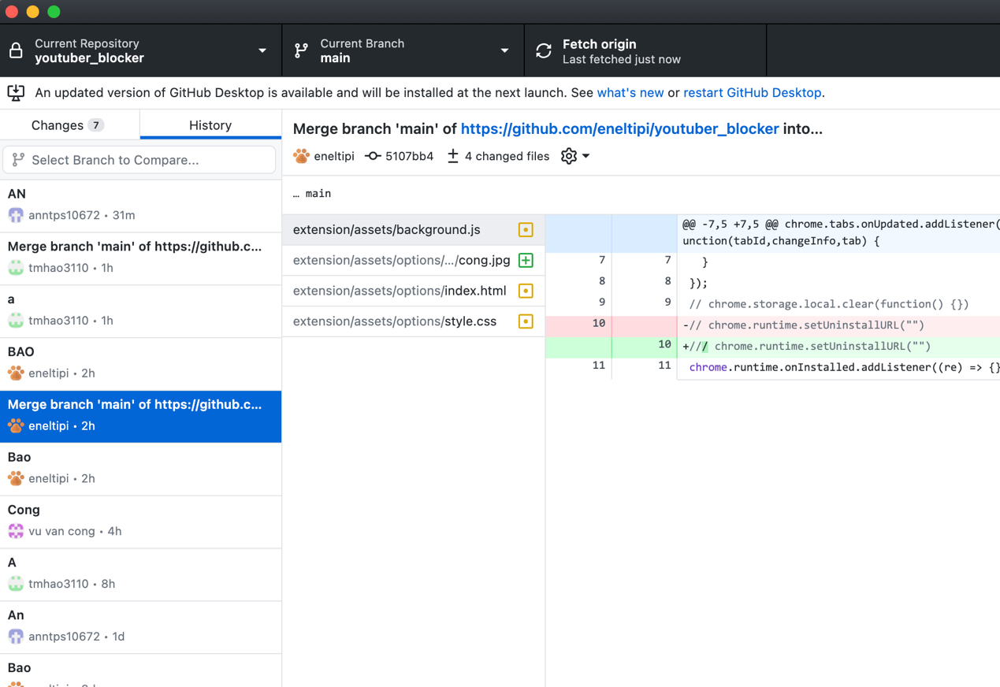 Current Repository
youtuber_blocker
Current Branch
main
Fetch origin
Last fetched just now
An updated version of GitHub Desktop is available and will be installed at the next launch. See what's new or restart GitHub Desktop.
Changes 7
History
Select Branch to Compare...
AN
anntps10672 • 31m
Merge branch 'main' of https://github.c...
tmhao3110 • 1h
a
tmhao3110 • 1h
BAO
eneltipi • 2h
Merge branch 'main' of https://github.c...
eneltipi • 2h
Bao
eneltipi • 2h
Cong
vu van cong • 4h
A
tmhao3110 • 8h
An
anntps10672 • 1d
Bao
Merge branch 'main' of https://github.com/eneltipi/youtuber_blocker into...
eneltipi 5107bb4 4 changed files
… main
extension/assets/background.js
extension/assets/options/.../cong.jpg
extension/assets/options/index.html
extension/assets/options/style.css
@@ -7,5 +7,5 @@ chrome.tabs.onUpdated.addListener(
unction(tabId,changeInfo,tab) {
7 7 }
8 8 });
9 9 // chrome.storage.local.clear(function() {})
10 -// chrome.runtime.setUninstallURL("")
10 +/// chrome.runtime.setUninstallURL("")
11 11 chrome.runtime.onInstalled.addListener((re) => {}